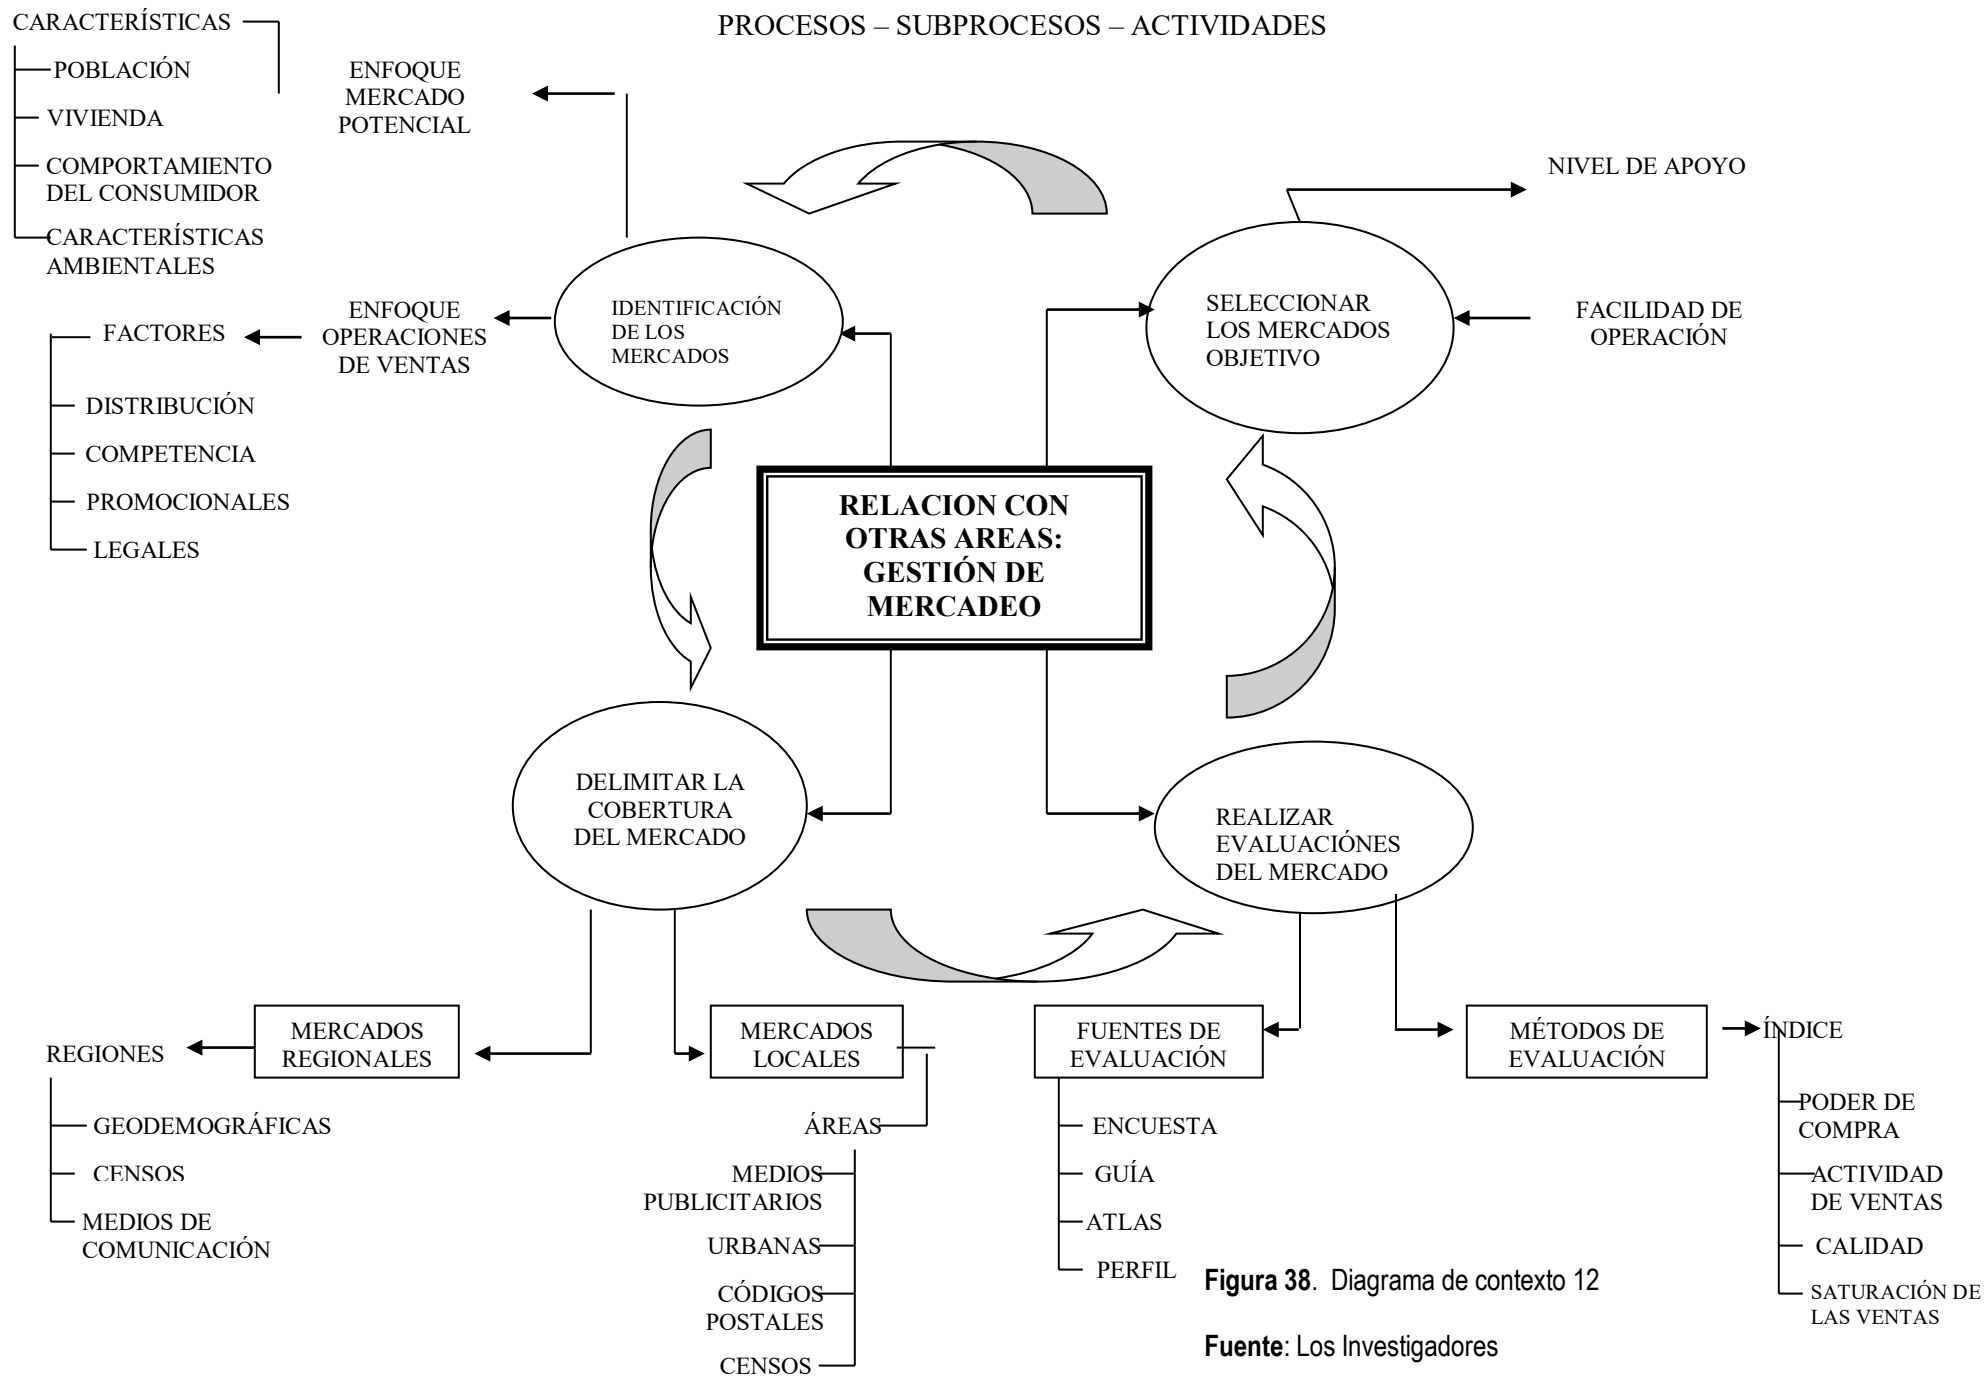 PROCESOS – SUBPROCESOS – ACTIVIDADES
CARACTERÍSTICAS
POBLACIÓN
VIVIENDA
COMPORTAMIENTO
DEL CONSUMIDOR
CARACTERÍSTICAS
AMBIENTALES
ENFOQUE
MERCADO
POTENCIAL
NIVEL DE APOYO
FACTORES
DISTRIBUCIÓN
COMPETENCIA
PROMOCIONALES
LEGALES
ENFOQUE
OPERACIONES
DE VENTAS
IDENTIFICACIÓN
DE LOS
MERCADOS
SELECCIONAR
LOS MERCADOS
OBJETIVO
FACILIDAD DE
OPERACIÓN
RELACION CON
OTRAS AREAS:
GESTIÓN DE
MERCADEO
DELIMITAR LA
COBERTURA
DEL MERCADO
REALIZAR
EVALUACIÓNES
DEL MERCADO
REGIONES
GEODEMOGRÁFICAS
CENSOS
MEDIOS DE
COMUNICACIÓN
MERCADOS
REGIONALES
MERCADOS
LOCALES
ÁREAS
MEDIOS
PUBLICITARIOS
URBANAS
CÓDIGOS
POSTALES
CENSOS
FUENTES DE
EVALUACIÓN
ENCUESTA
GUÍA
ATLAS
PERFIL
MÉTODOS DE
EVALUACIÓN
ÍNDICE
PODER DE
COMPRA
ACTIVIDAD
DE VENTAS
CALIDAD
SATURACIÓN DE
LAS VENTAS
Figura 38. Diagrama de contexto 12
Fuente: Los Investigadores